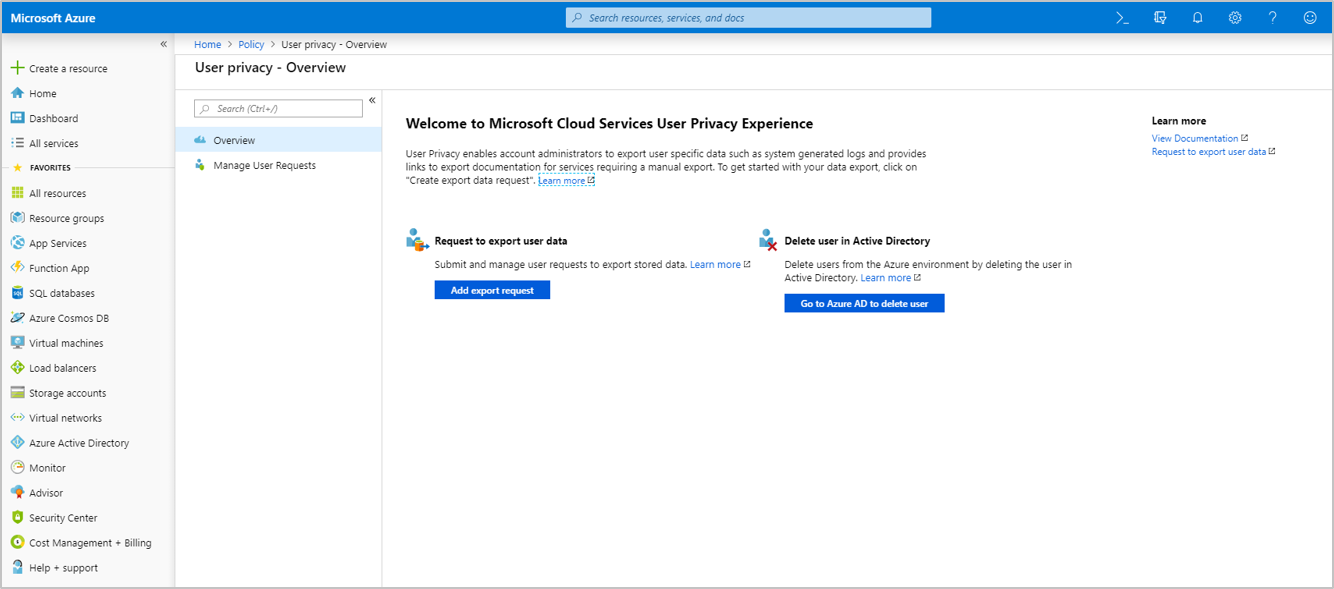 Microsoft Azure
Search resources, services, and docs
Create a resource
Home
Dashboard
All services
FAVORITES
All resources
Resource groups
App Services
Function App
SQL databases
Azure Cosmos DB
Virtual machines
Load balancers
Storage accounts
Virtual networks
Azure Active Directory
Monitor
Advisor
Security Center
Cost Management + Billing
Help + support
Home > Policy > User privacy - Overview
User privacy - Overview
Search (Ctrl+/)
Overview
Manage User Requests
Welcome to Microsoft Cloud Services User Privacy Experience
User Privacy enables account administrators to export user specific data such as system generated logs and provides
links to export documentation for services requiring a manual export. To get started with your data export, click on
"Create export data request". Learn more
Request to export user data
Submit and manage user requests to export stored data. Learn more
Add export request
Delete user in Active Directory
Delete users from the Azure environment by deleting the user in
Active Directory. Learn more
Go to Azure AD to delete user
Learn more
View Documentation
Request to export user data